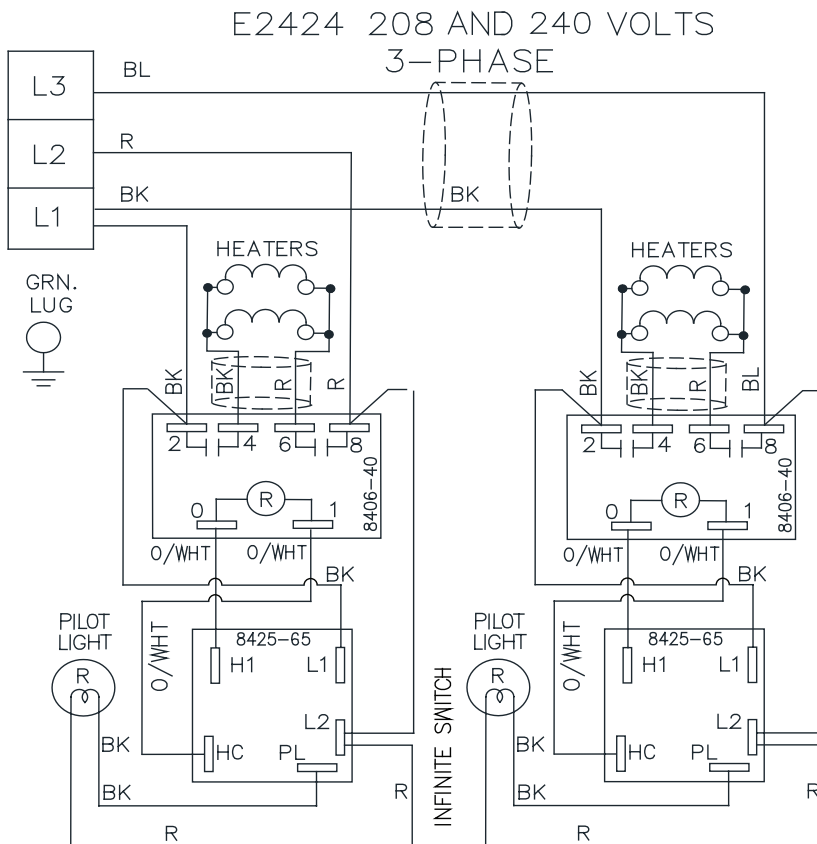 E2424 208 AND 240 VOLTS
3-PHASE
L3
BL
L2
R
L1
BK
BK
GRN.
LUG
HEATERS
HEATERS
BK
BK
R
R
BK
BK
R
BL
2
4
6
8
2
4
6
8
8406-40
8406-40
R
R
0
1
0
1
O/WHT
O/WHT
O/WHT
O/WHT
BK
BK
PILOT
LIGHT
PILOT
LIGHT
O/WHT
O/WHT
8425-65
8425-65
H1
L1
H1
L1
R
R
L2
L2
INFINITE SWITCH
BK
HC
PL
BK
HC
PL
BK
R
BK
R
R
R